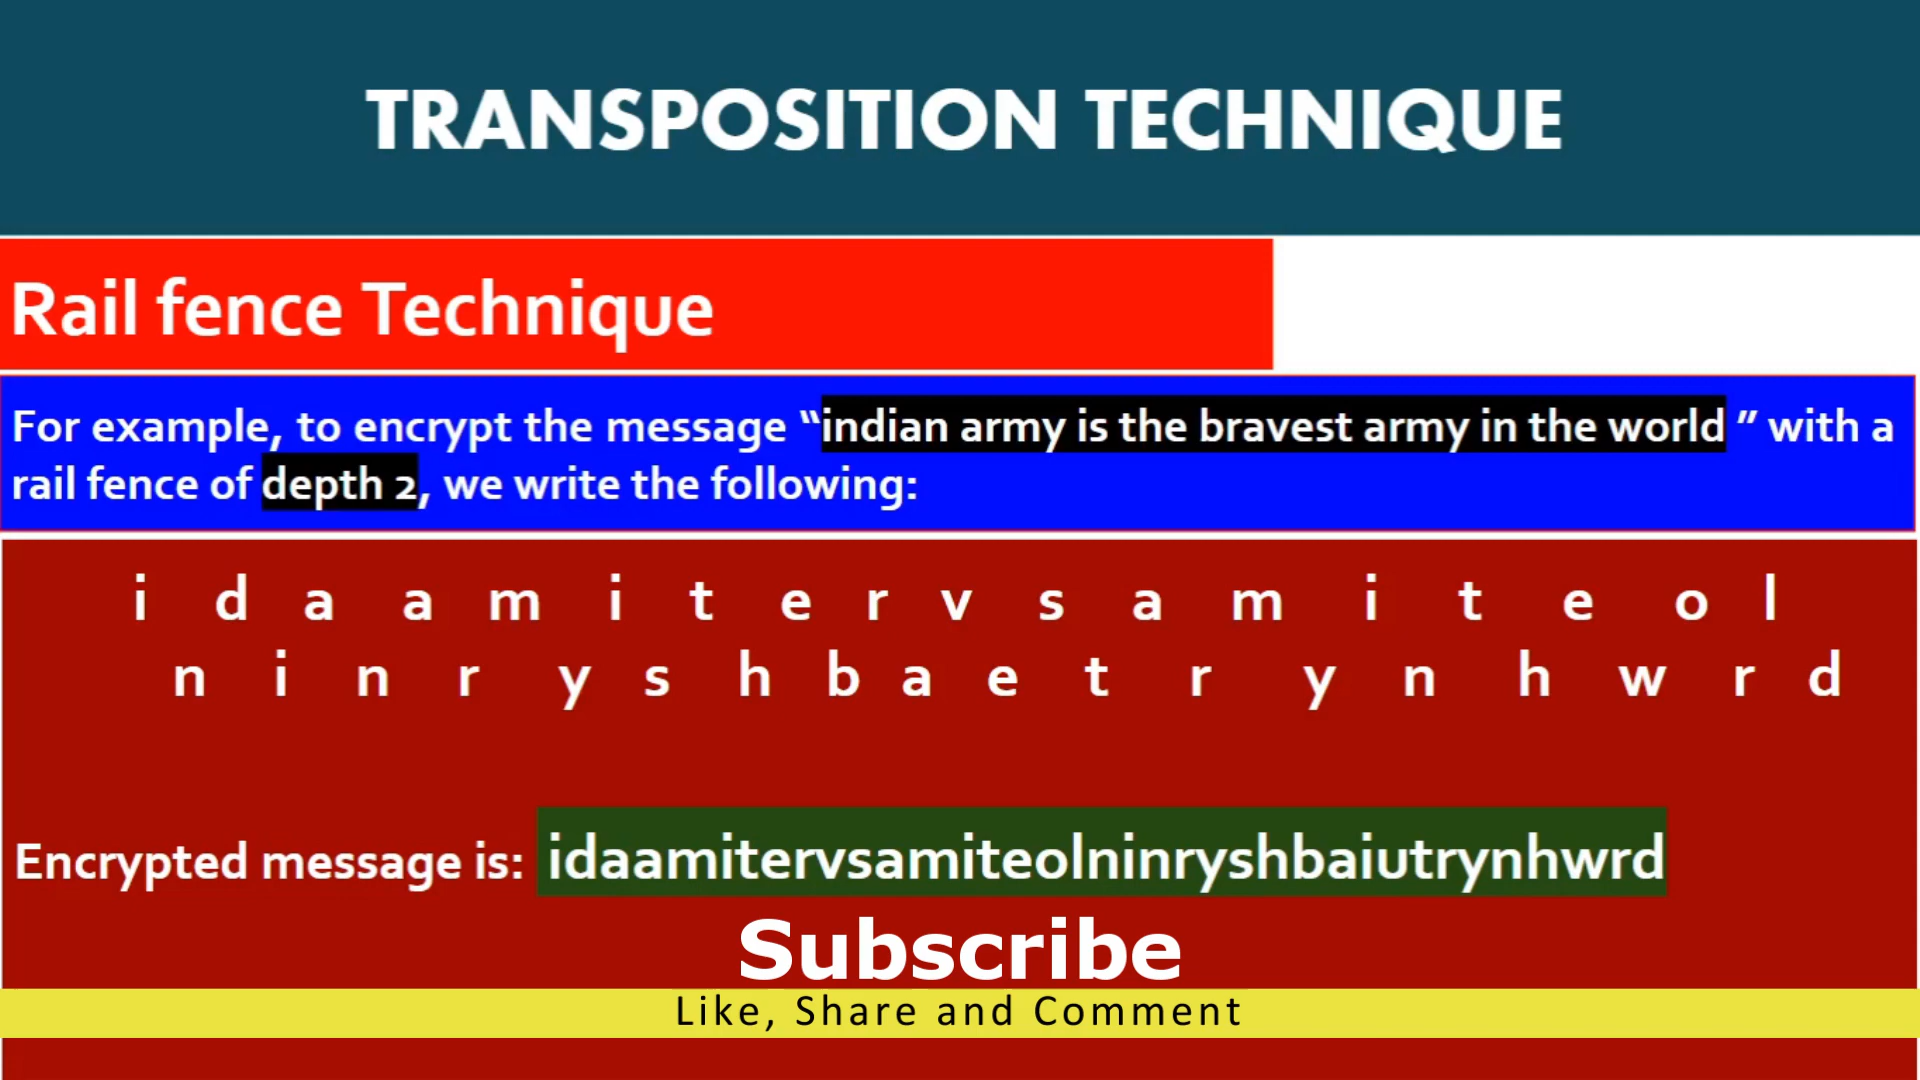 TRANSPOSITION TECHNIQUE
Rail fence Technique
For example, to encrypt the message “indian army is the bravest army in the world ” with a
rail fence of depth 2, we write the following:
i d a a m i t e r v s a m i t e o l
n i n r y s h b a e t r y n h w r d
Encrypted message is: idaamitervsamiteolninryshbaiutrynhwrd
Subscribe
Like, Share and Comment